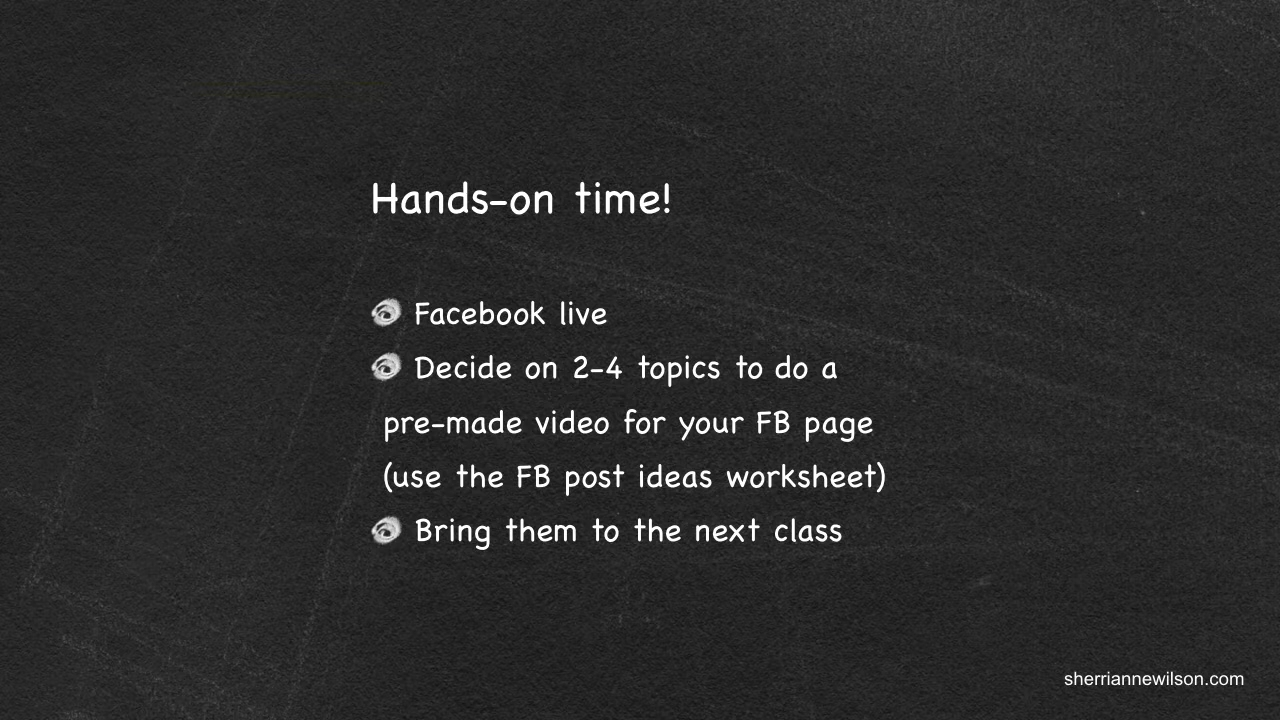 Hands-on time!
Facebook live
Decide on 2-4 topics to do a
pre-made video for your FB page
(use the FB post ideas worksheet)
Bring them to the next class
sherriannewilson.com